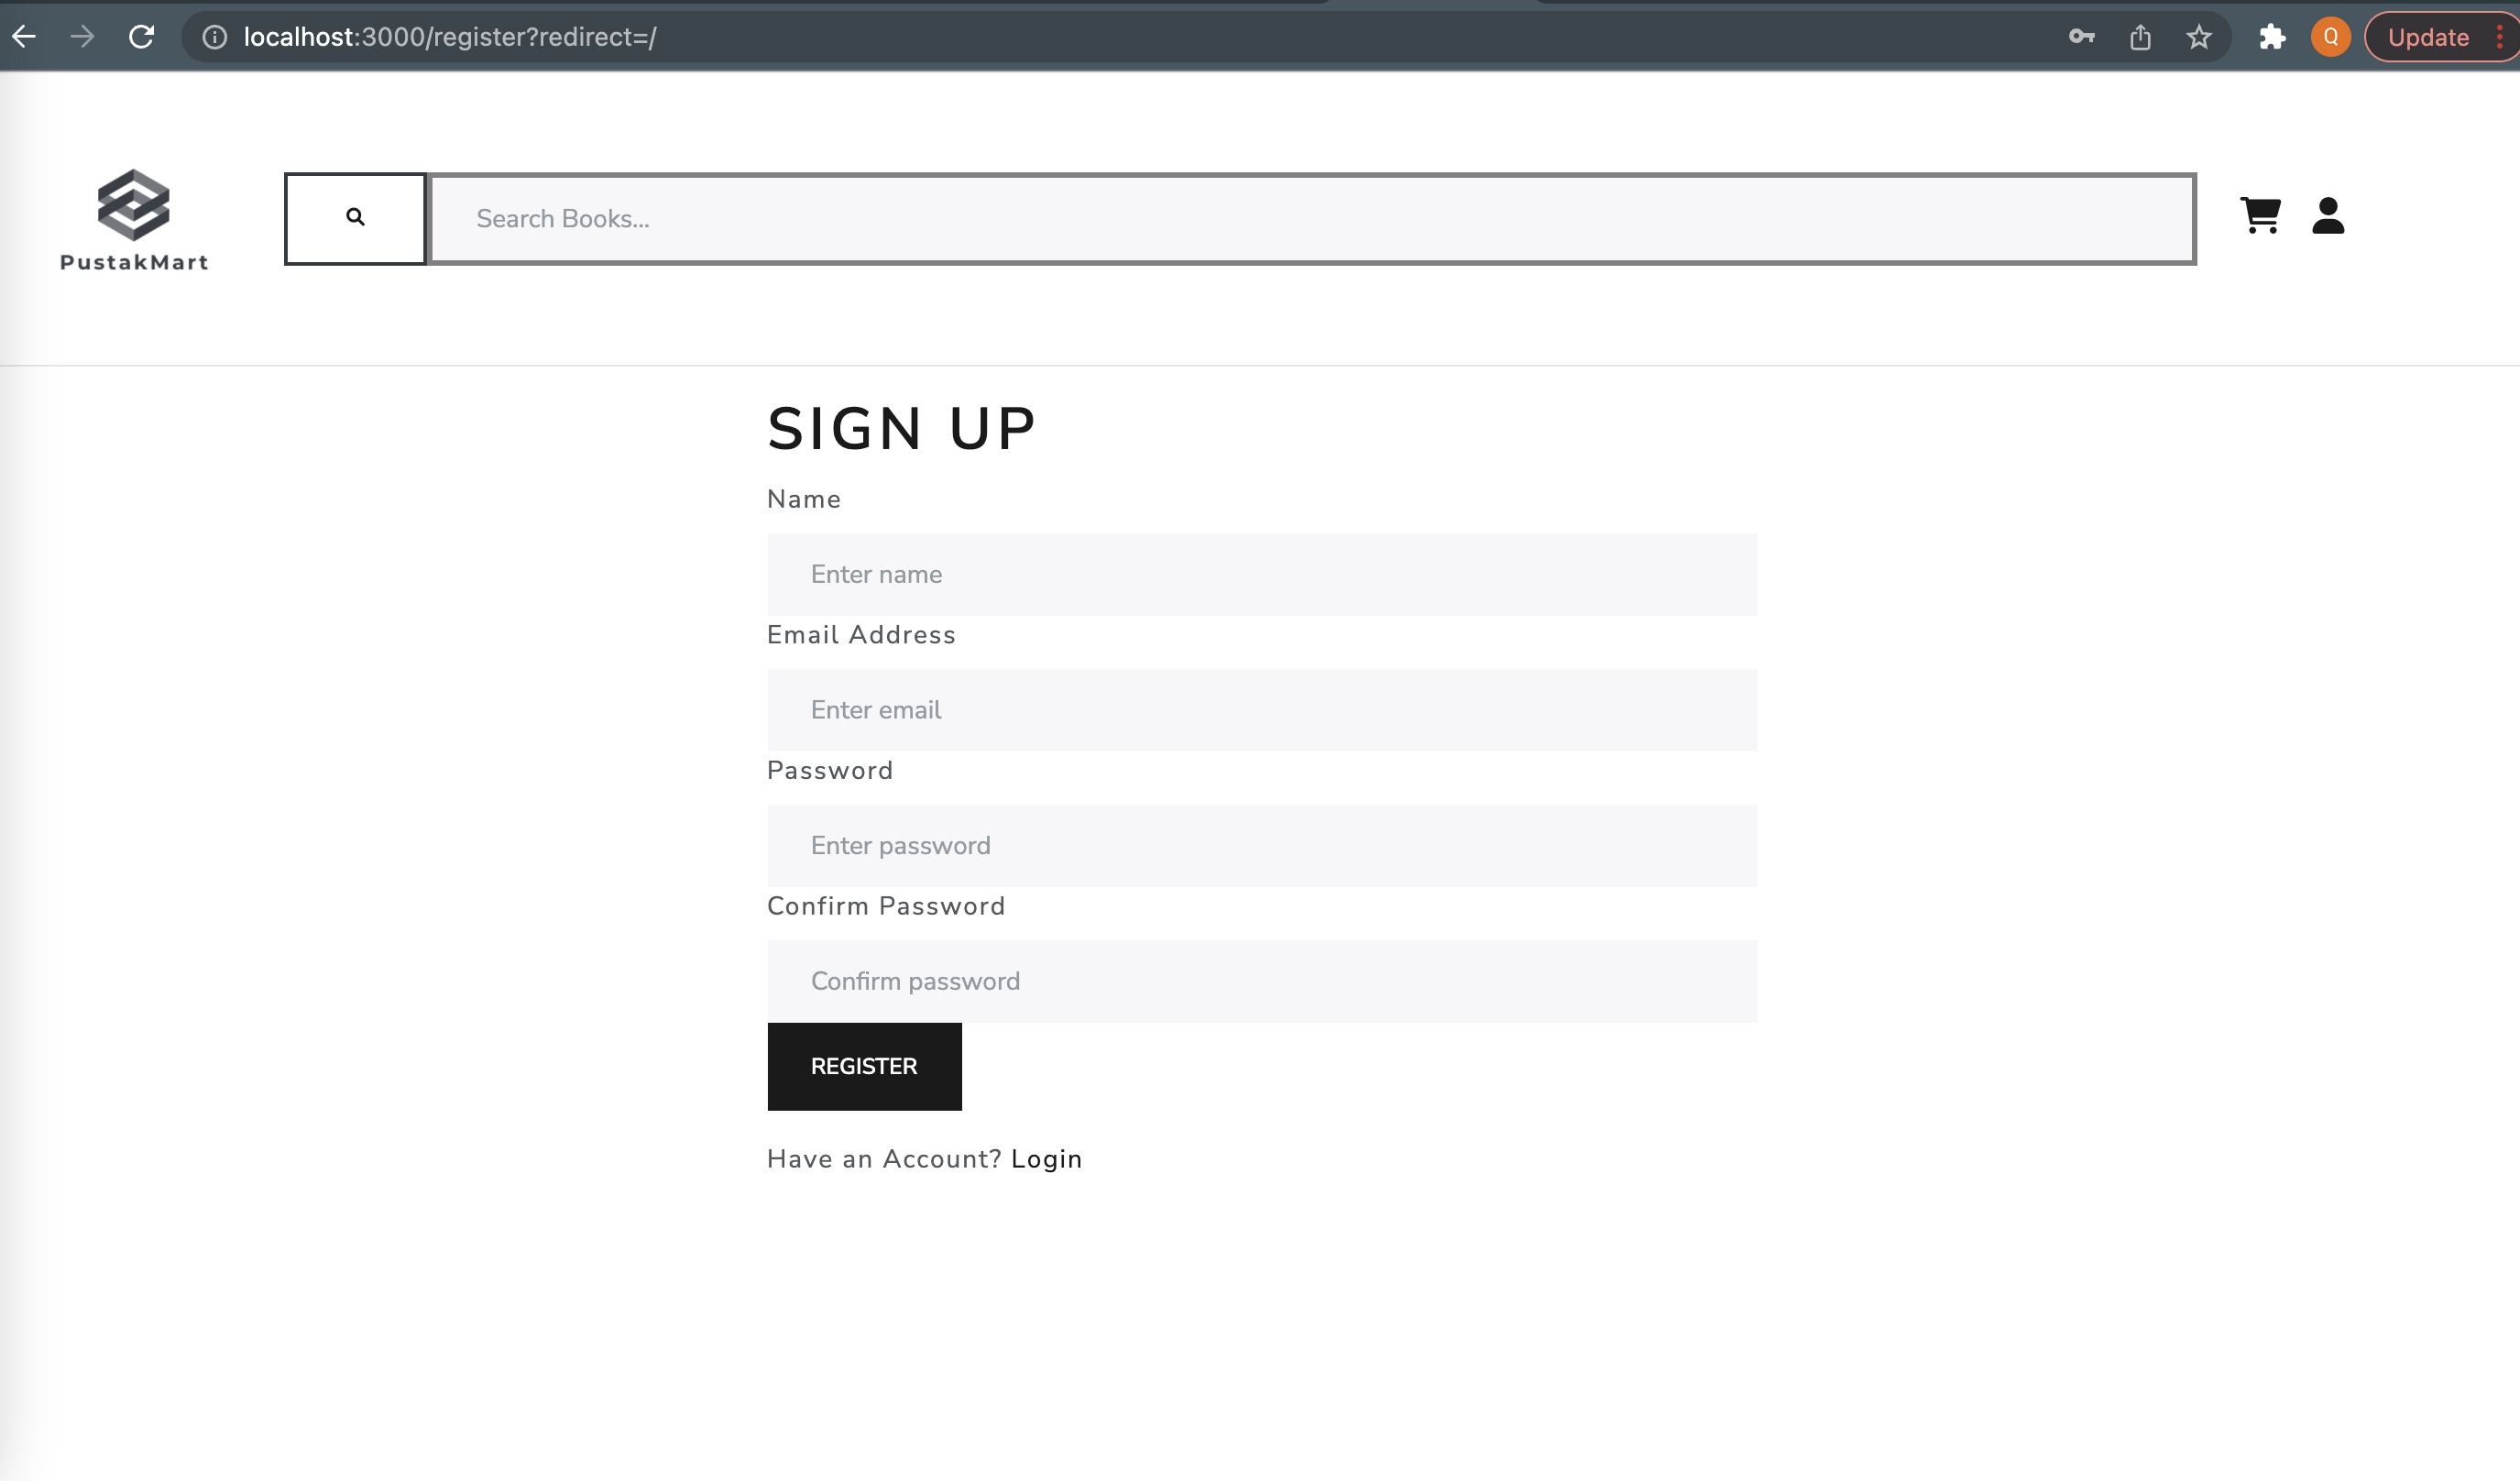 localhost:3000/register?redirect=/
Q
Update
PustakMart
Search Books...
SIGN UP
Name
Enter name
Email Address
Enter email
Password
Enter password
Confirm Password
Confirm password
REGISTER
Have an Account? Login